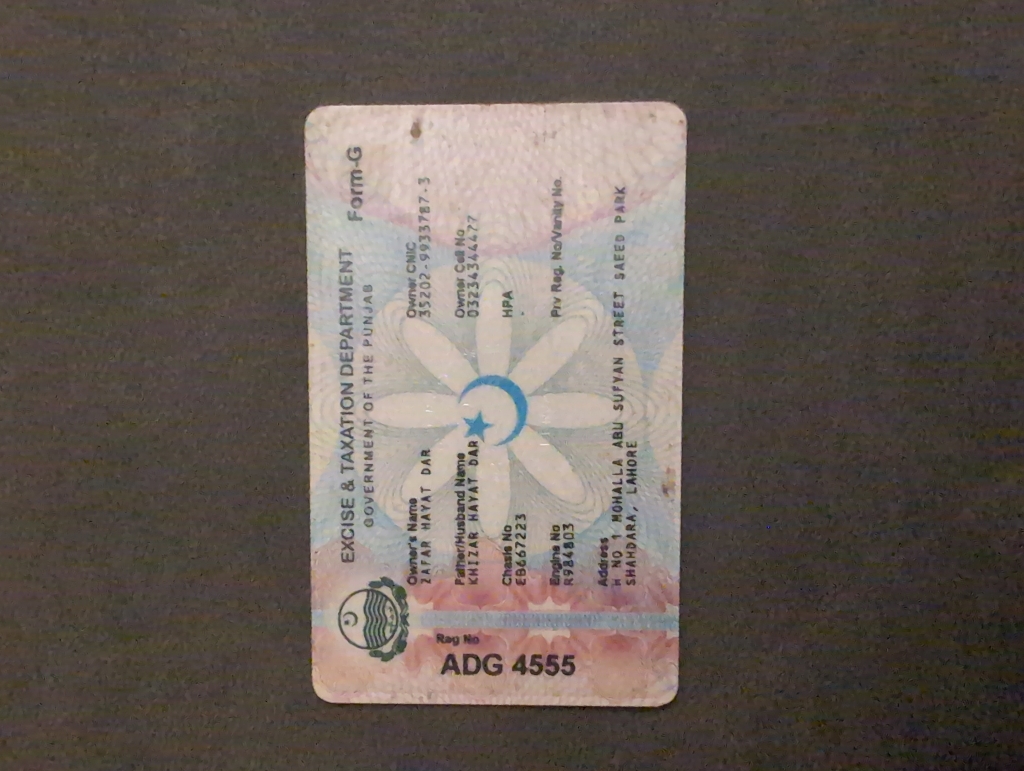 EXCISE & TAXATION DEPARTMENT Form-G
GOVERNMENT OF THE PUNJAB
Owner's Name
ZAFAR HAYAT DAR
Owner CNIC
35202-9933787-3
Father/Husband Name
KHIZAR HAYAT DAR
Owner Cell No
03234344477
Chasis No
EB667223
HPA
-
Engine No
R984803
Prv Reg. No/Vanity No.
Address
H NO 1 MOHALLA ABU SUFYAN STREET SAEED PARK
SHAHDARA, LAHORE
Reg No
ADG 4555